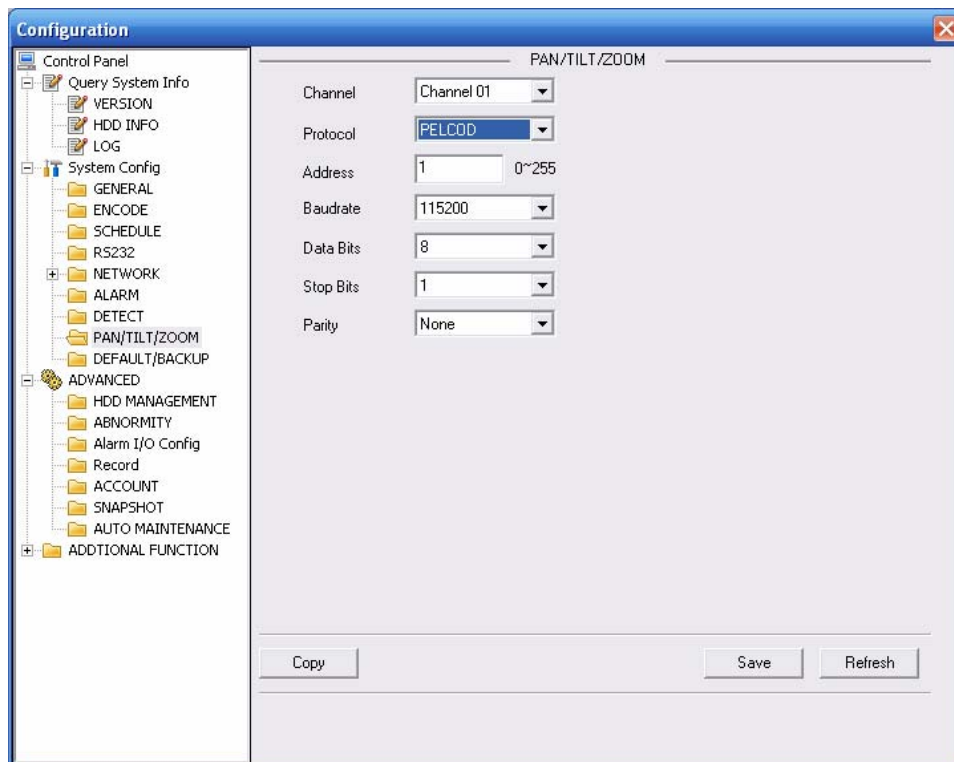 Configuration
Control Panel
Query System Info
VERSION
HDD INFO
LOG
System Config
GENERAL
ENCODE
SCHEDULE
RS232
NETWORK
ALARM
DETECT
PAN/TILT/ZOOM
DEFAULT/BACKUP
ADVANCED
HDD MANAGEMENT
ABNORMITY
Alarm I/O Config
Record
ACCOUNT
SNAPSHOT
AUTO MAINTENANCE
ADDTIONAL FUNCTION
PAN/TILT/ZOOM
Channel Channel 01
Protocol PELCOD
Address 1 0~255
Baudrate 115200
Data Bits 8
Stop Bits 1
Parity None
Copy Save Refresh